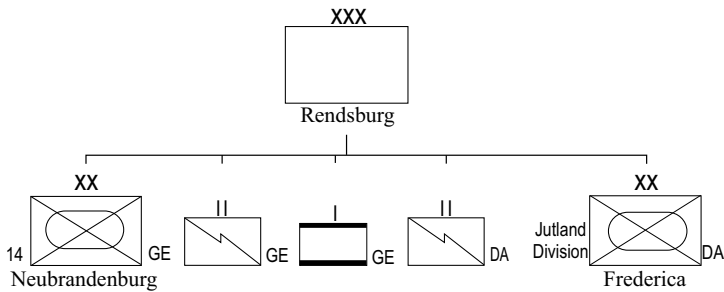 XXX
Rendsburg
XX
II
I
II
XX
14
GE
GE
GE
DA
Jutland
Division
DA
Neubrandenburg
Frederica